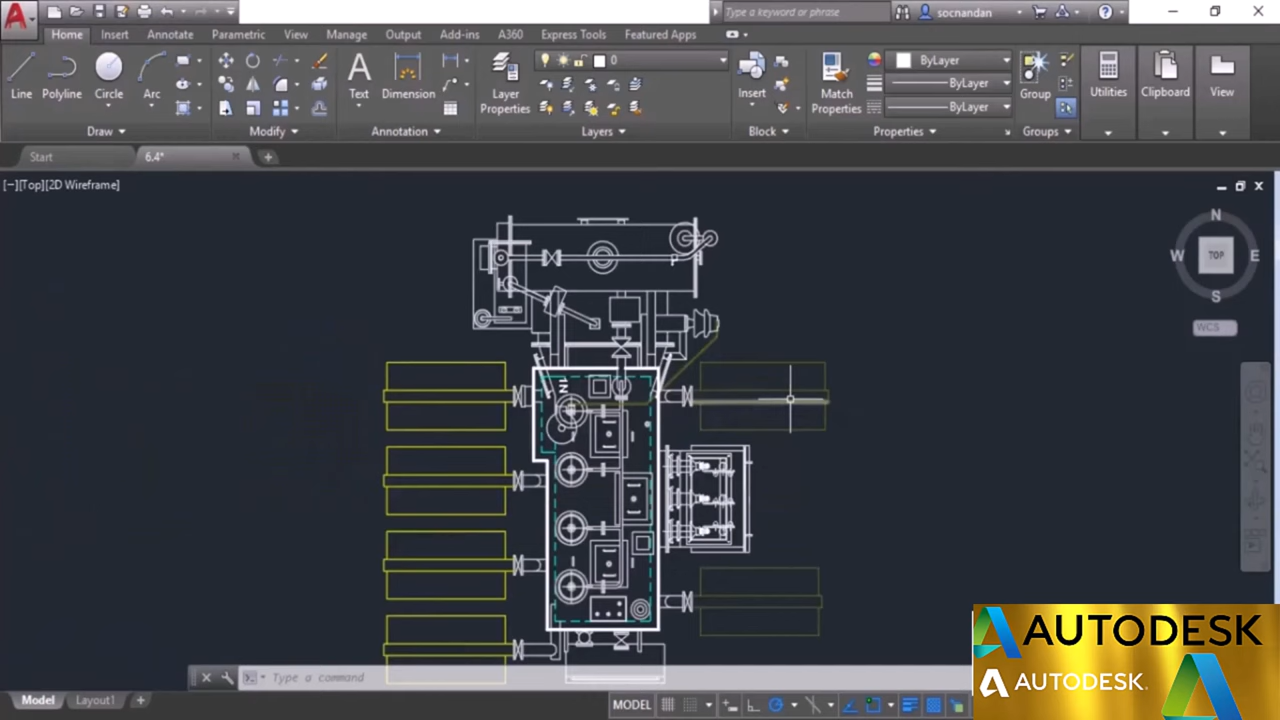 Type a keyword or phrase
socnandan
Home Insert Annotate Parametric View Manage Output Add-ins A360 Express Tools Featured Apps
0
ByLayer
Line Polyline Circle Arc Text Dimension Layer Properties Insert Match Properties ByLayer Group Utilities Clipboard View
ByLayer
Draw Modify Annotation Layers Block Properties Groups
Start 6.4*
[−][Top][2D Wireframe]
N
W TOP E
S
WCS
1N
AUTODESK
AUTODESK.
Type a command
Model Layout1 +
MODEL